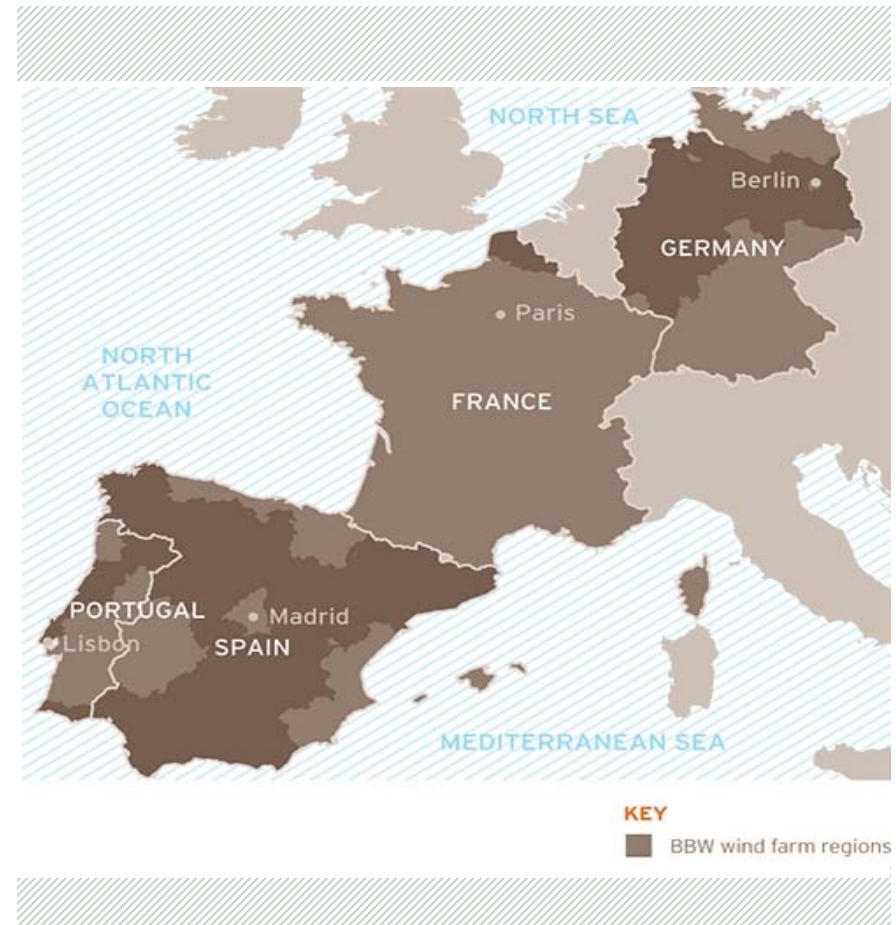 NORTH SEA
Berlin
GERMANY
Paris
NORTH
ATLANTIC
OCEAN
FRANCE
PORTUGAL
Madrid
Lisbon
SPAIN
MEDITERRANEAN SEA
KEY
BBW wind farm regions